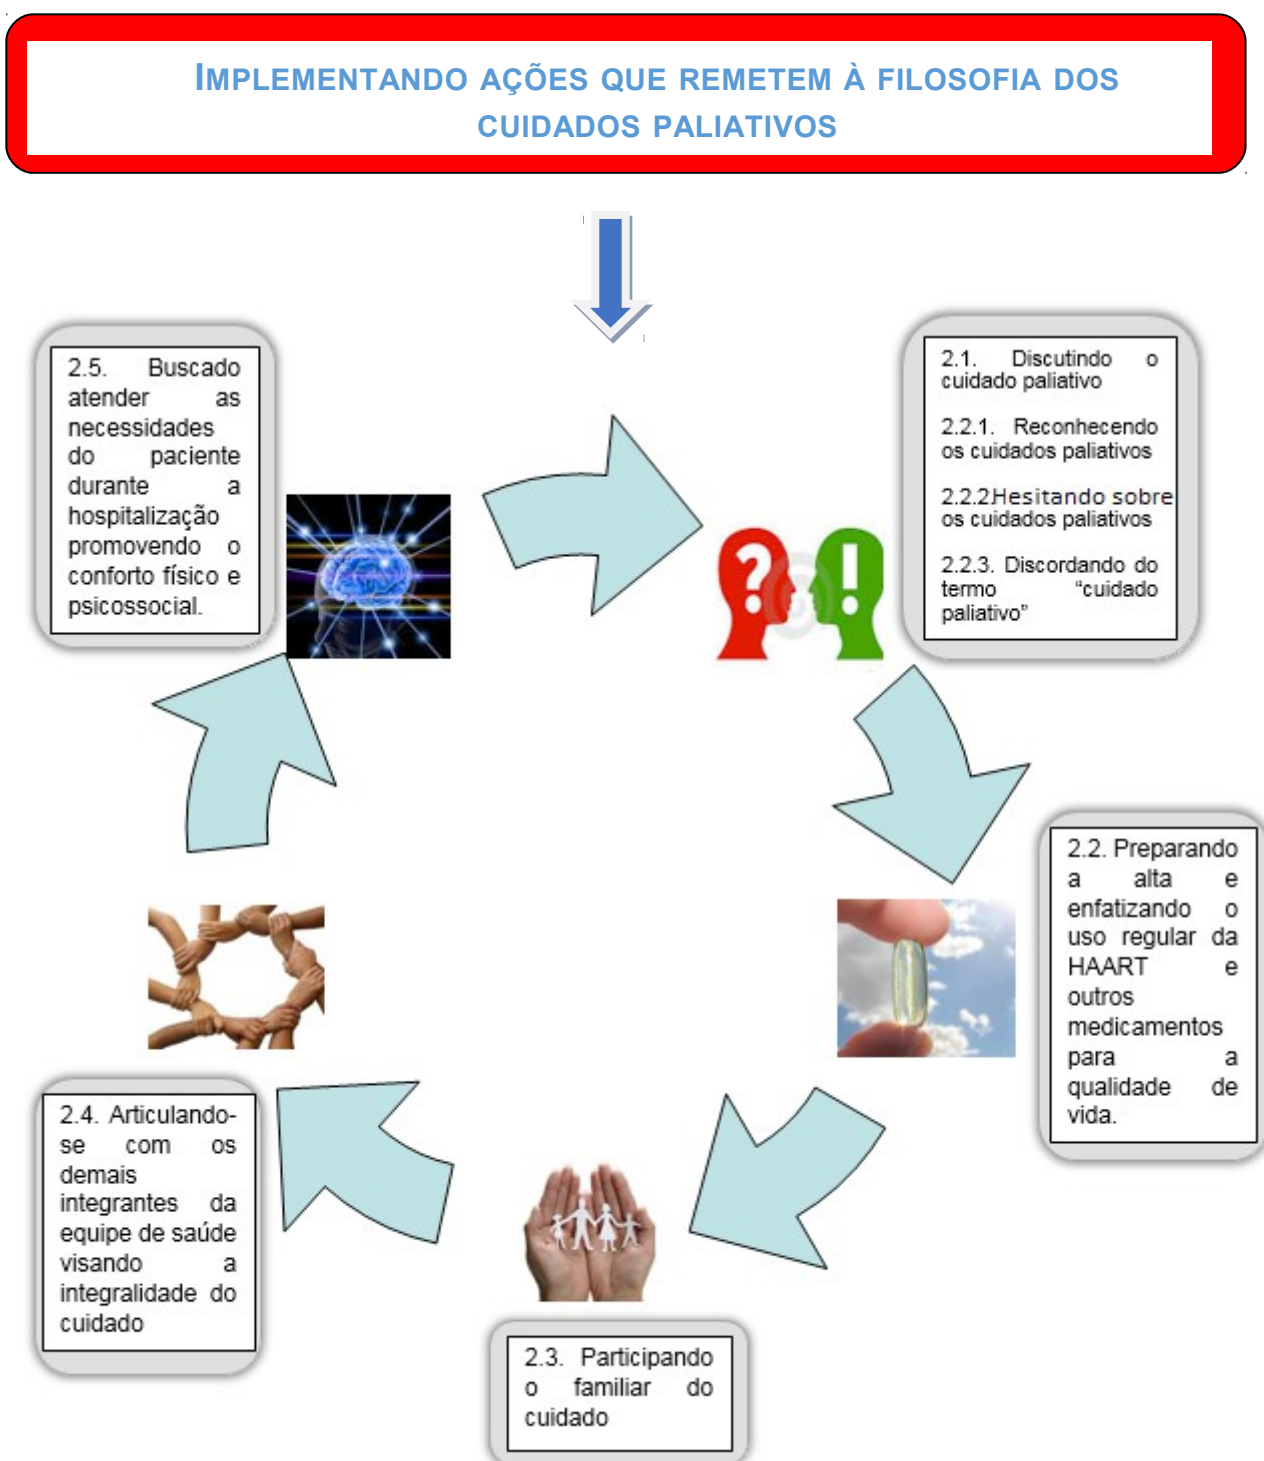 IMPLEMENTANDO AÇÕES QUE REMETEM À FILOSOFIA DOS
CUIDADOS PALIATIVOS
2.1. Discutindo o
cuidado paliativo
2.2.1. Reconhecendo
os cuidados paliativos
2.2.2Hesitando sobre
os cuidados paliativos
2.2.3. Discordando do
termo “cuidado
paliativo”
2.2. Preparando
a alta e
enfatizando o
uso regular da
HAART e
outros
medicamentos
para a
qualidade de
vida.
2.3. Participando
o familiar do
cuidado
2.4. Articulando-
se com os
demais
integrantes da
equipe de saúde
visando a
integralidade do
cuidado
2.5. Buscado
atender as
necessidades
do paciente
durante a
hospitalização
promovendo o
conforto físico e
psicossocial.
? !